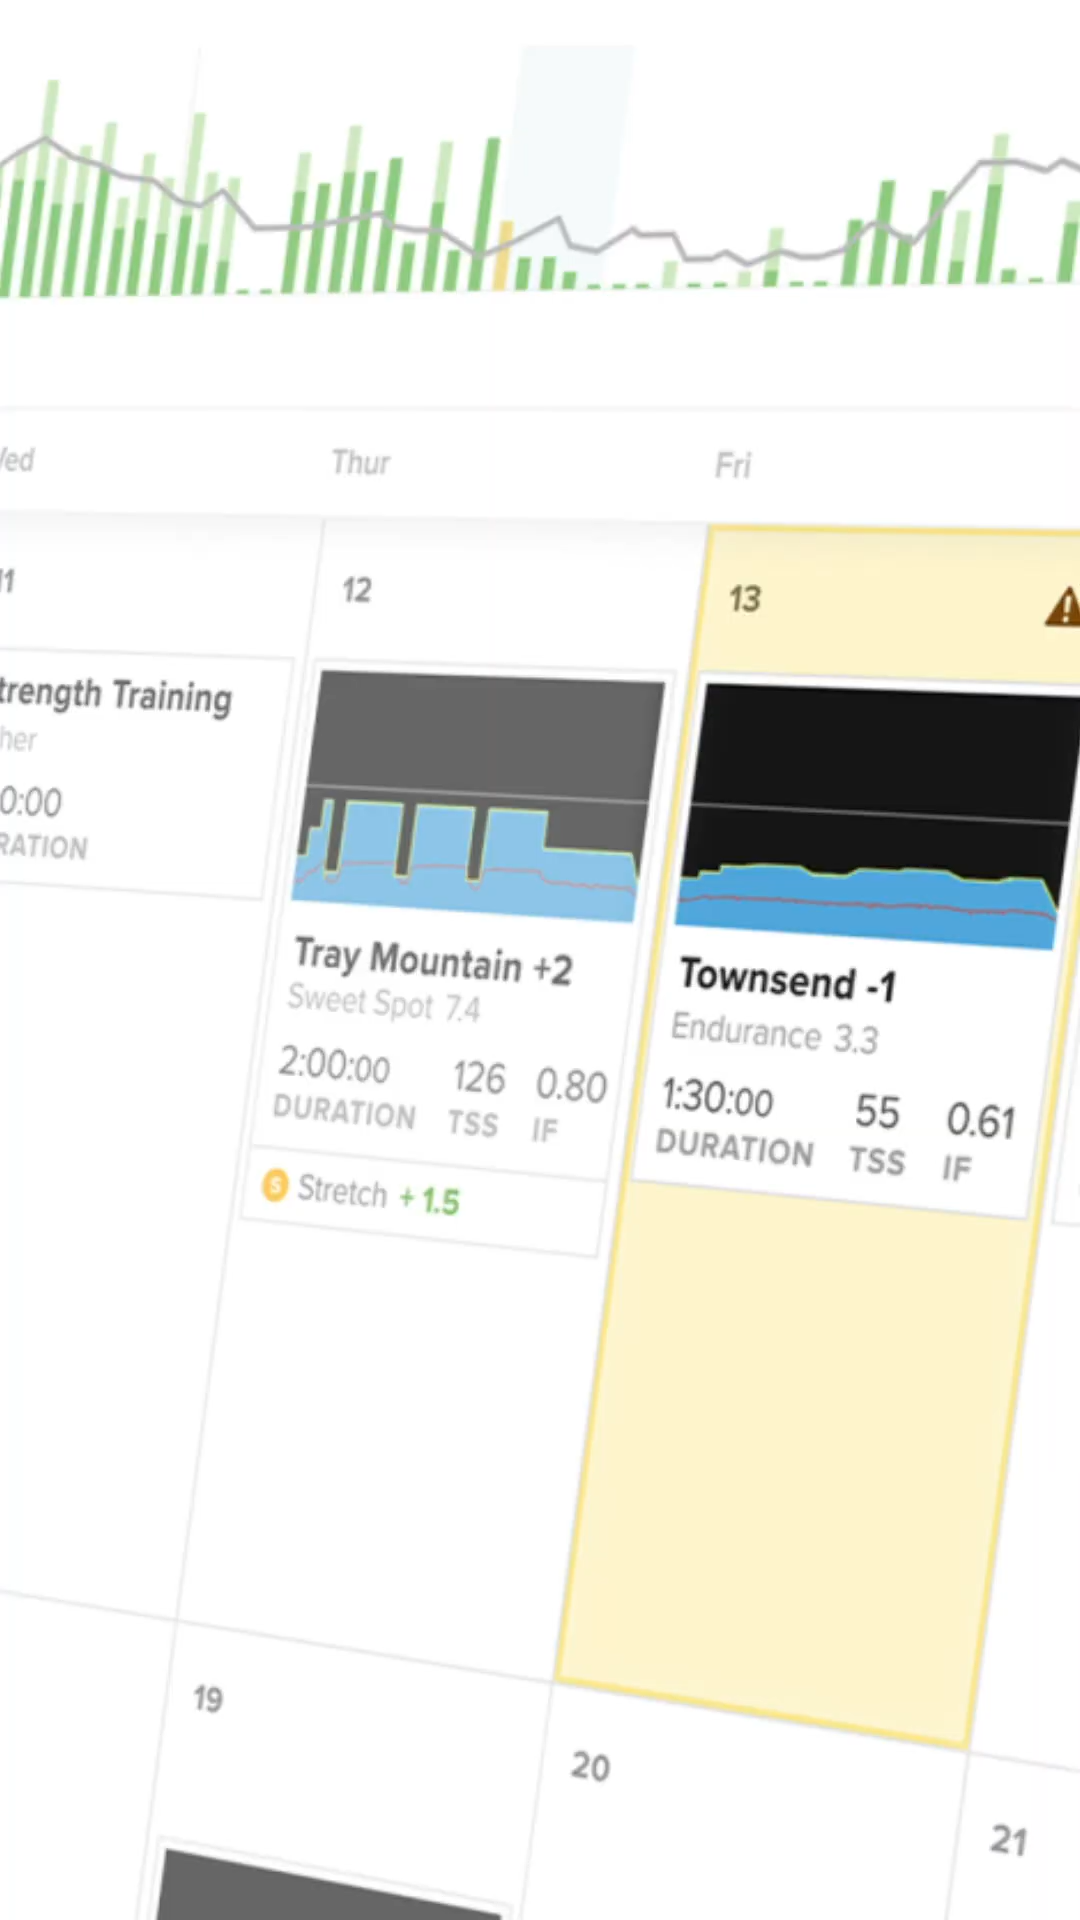 Thur
Fri
11
12
13
Training
0:00
Tray Mountain +2
Sweet Spot 7.4
2:00:00 126 0.80
DURATION TSS IF
S Stretch + 1.5
Townsend -1
Endurance 3.3
1:30:00 55 0.61
DURATION TSS IF
19
20
21